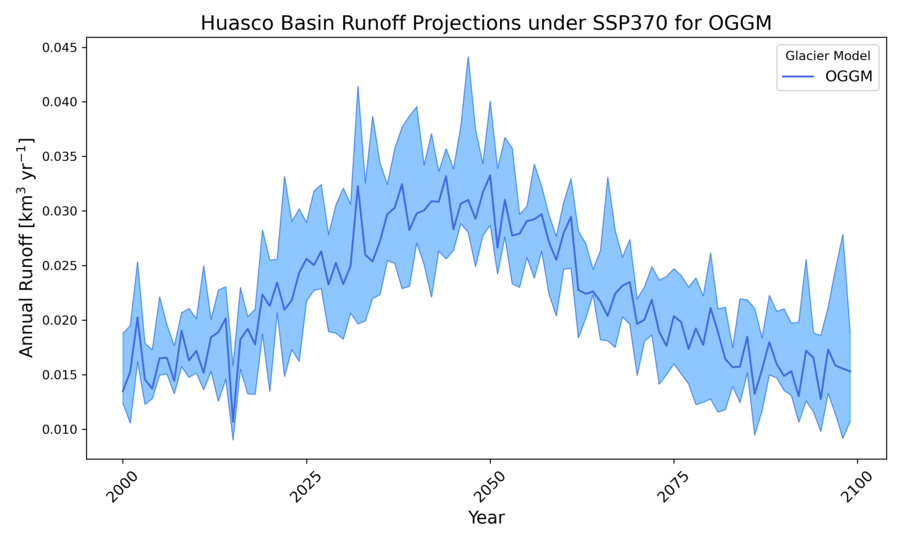 Huasco Basin Runoff Projections under SSP370 for OGGM
Glacier Model
OGGM
Annual Runoff [km³ yr⁻¹]
0.045
0.040
0.035
0.030
0.025
0.020
0.015
0.010
2000
2025
2050
2075
2100
Year